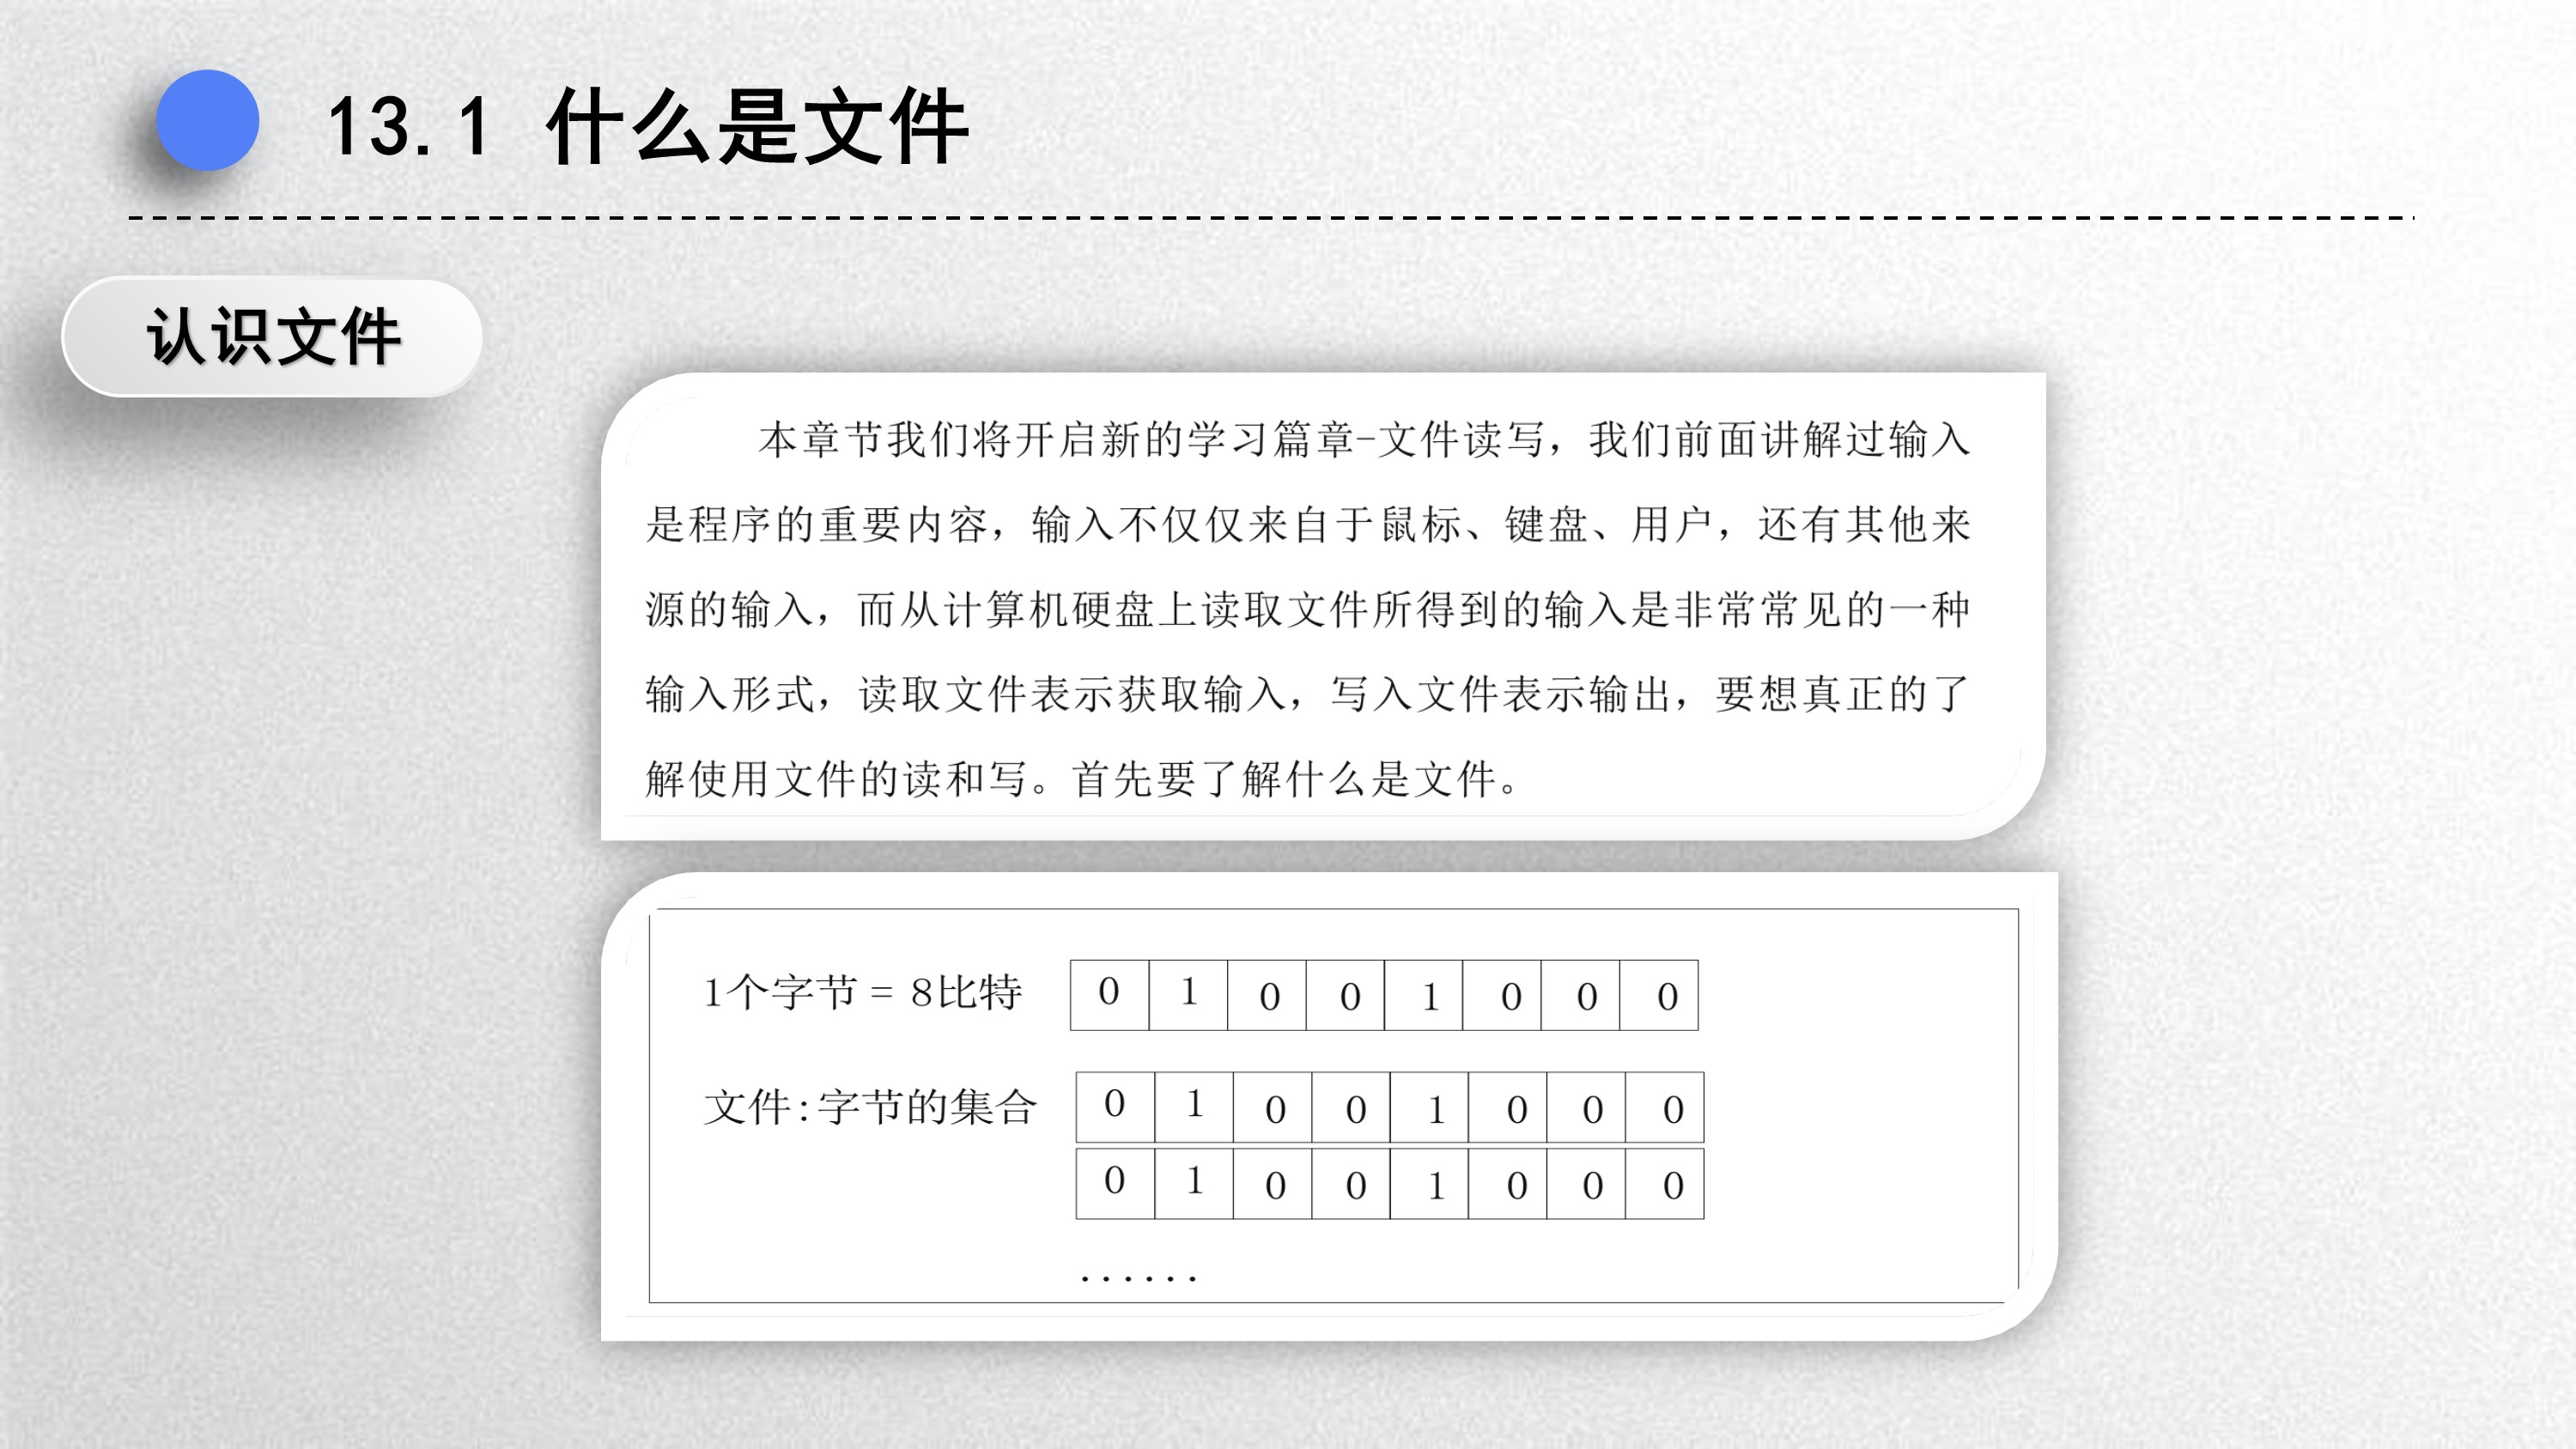 13.1 什么是文件
认识文件
本章节我们将开启新的学习篇章-文件读写，我们前面讲解过输入
是程序的重要内容，输入不仅仅来自于鼠标、键盘、用户，还有其他来
源的输入，而从计算机硬盘上读取文件所得到的输入是非常常见的一种
输入形式，读取文件表示获取输入，写入文件表示输出，要想真正的了
解使用文件的读和写。首先要了解什么是文件。
1个字节 = 8比特 0 1 0 0 1 0 0 0
文件:字节的集合 0 1 0 0 1 0 0 0
0 1 0 0 1 0 0 0
······